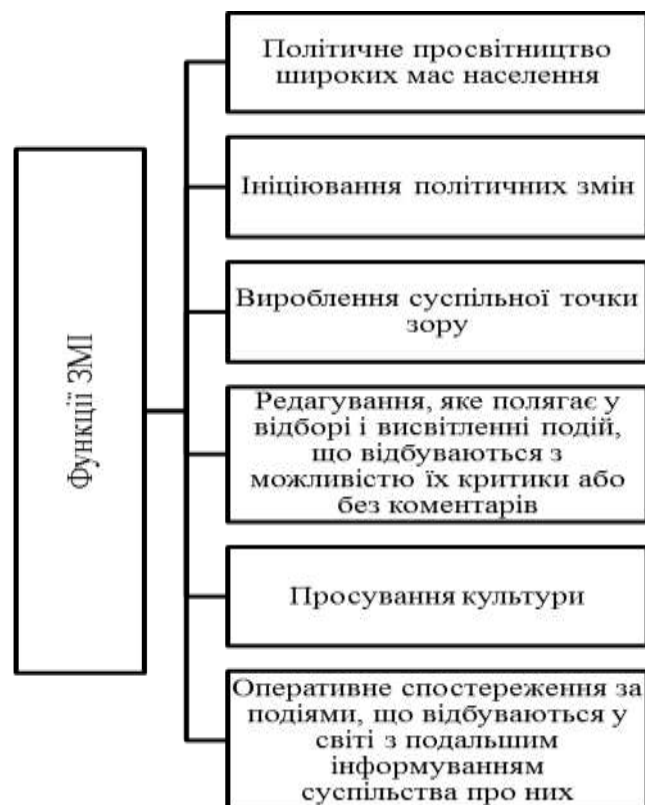 Функції ЗМІ
Політичне просвітництво
широких мас населення
Ініціювання політичних змін
Вироблення суспільної точки
зору
Редагування, яке полягає у
відборі і висвітленні подій,
що відбуваються з
можливістю їх критики або
без коментарів
Просування культури
Оперативне спостереження за
подіями, що відбуваються у
світі з подальшим
інформуванням
суспільства про них